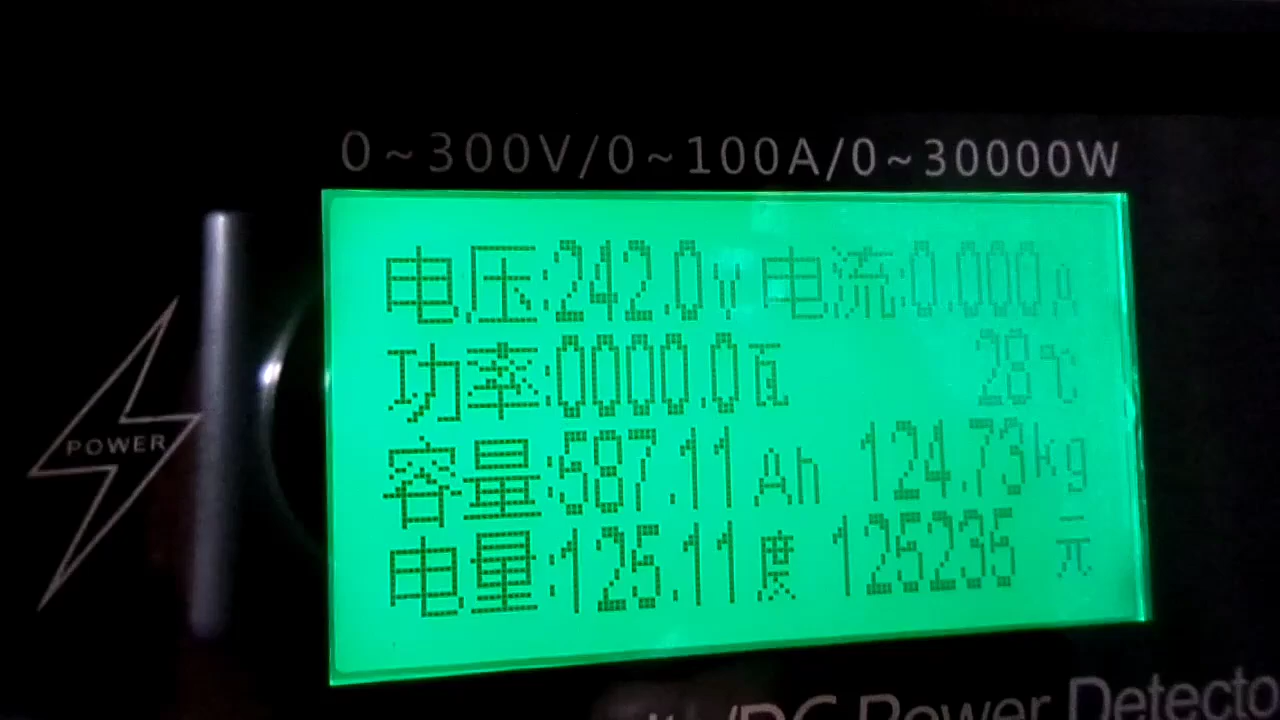 0~300V/0~100A/0~30000W
电压:242.0V 电流:0.000A
功率:0000.0瓦 28℃
POWER
容量:587.11Ah 124.73kg
电量:125.11度 125235 元
/DC Power Detecto